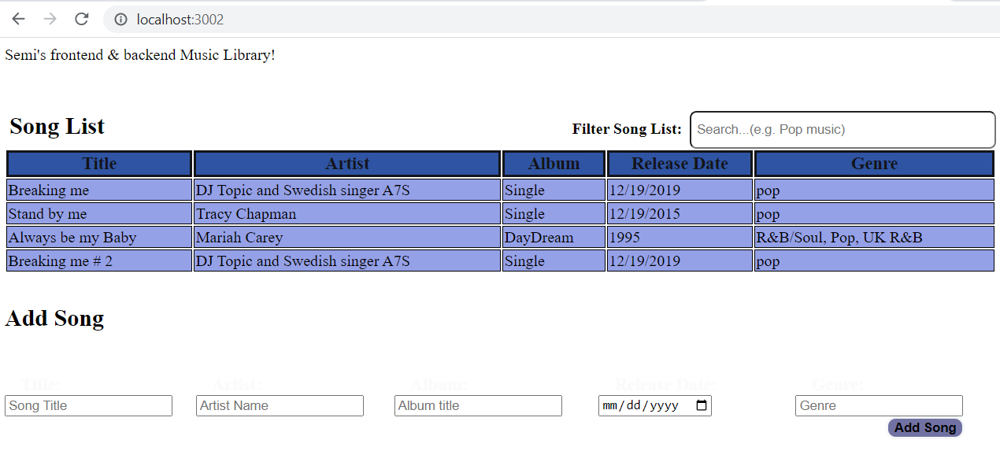 localhost:3002
Semi's frontend & backend Music Library!
Song List Filter Song List: Search...(e.g. Pop music)
Title Artist Album Release Date Genre
Breaking me DJ Topic and Swedish singer A7S Single 12/19/2019 pop
Stand by me Tracy Chapman Single 12/19/2015 pop
Always be my Baby Mariah Carey DayDream 1995 R&B/Soul, Pop, UK R&B
Breaking me # 2 DJ Topic and Swedish singer A7S Single 12/19/2019 pop
Add Song
Title: Artist: Album: Release Date: Genre:
Song Title Artist Name Album title mm/dd/yyyy Genre
Add Song